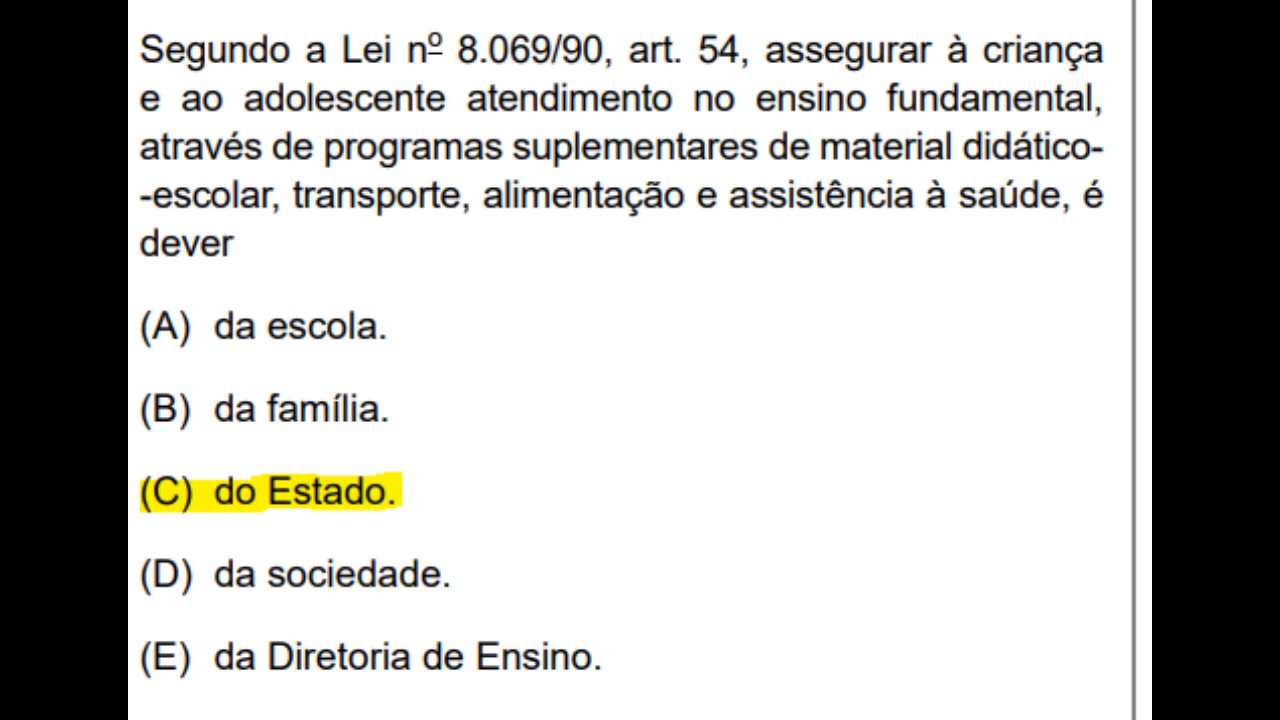 Segundo a Lei nº 8.069/90, art. 54, assegurar à criança
e ao adolescente atendimento no ensino fundamental,
através de programas suplementares de material didático-
-escolar, transporte, alimentação e assistência à saúde, é
dever
(A) da escola.
(B) da família.
(C) do Estado.
(D) da sociedade.
(E) da Diretoria de Ensino.